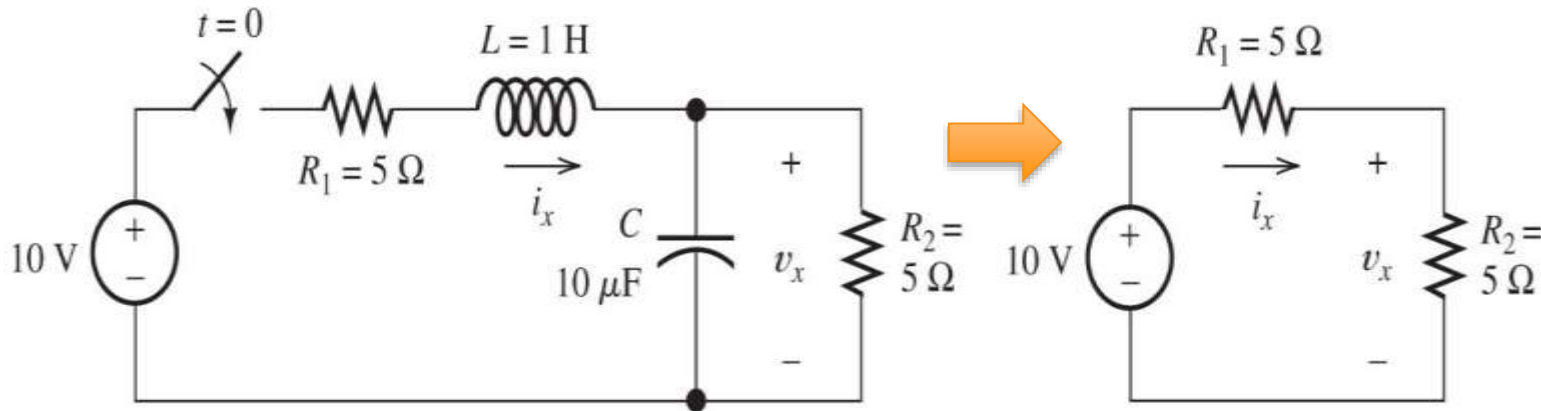 t = 0
L = 1 H
R₁ = 5 Ω
iₓ
10 V
+
−
C
10 μF
+
vₓ
−
R₂ =
5 Ω
R₁ = 5 Ω
iₓ
10 V
+
−
+
vₓ
−
R₂ =
5 Ω